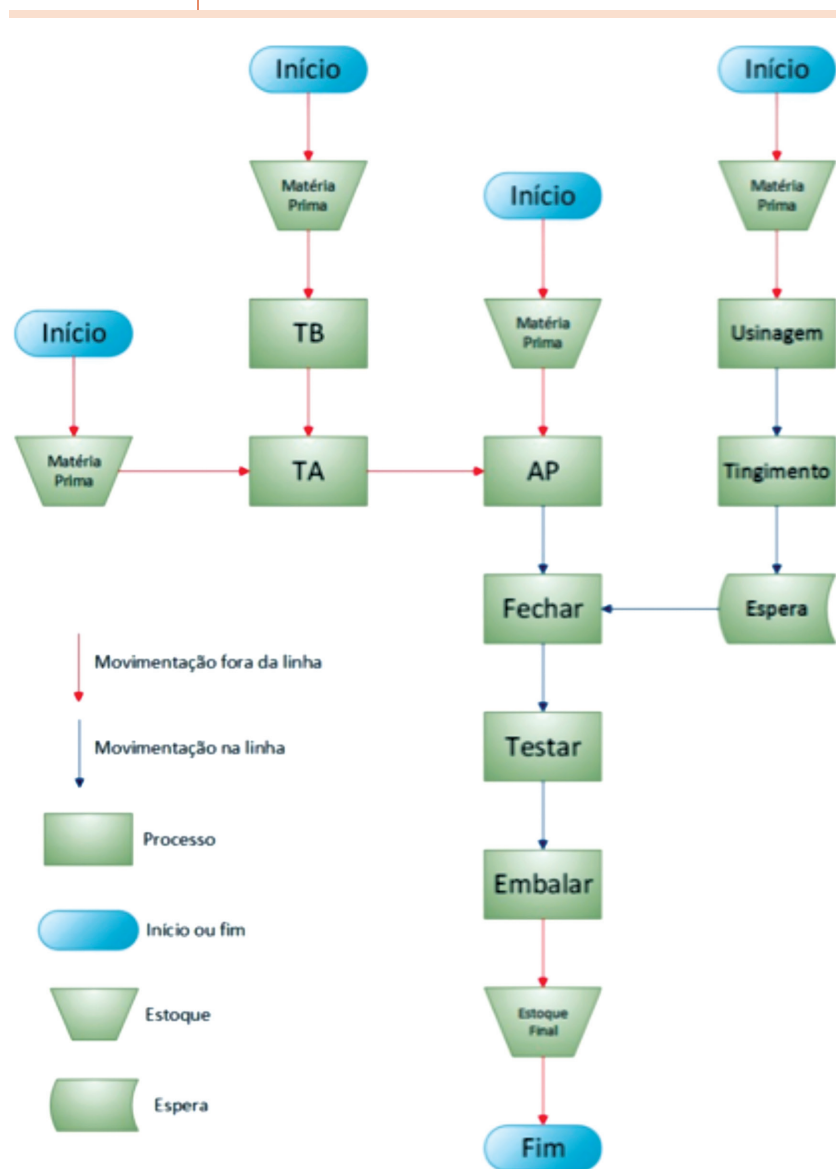 Início
Início
Matéria
Prima
Início
Matéria
Prima
Início
TB
Matéria
Prima
Usinagem
Matéria
Prima
TA
AP
Tingimento
Fechar
Espera
Movimentação fora da linha
Movimentação na linha
Testar
Processo
Embalar
Início ou fim
Estoque
Estoque
Final
Espera
Fim